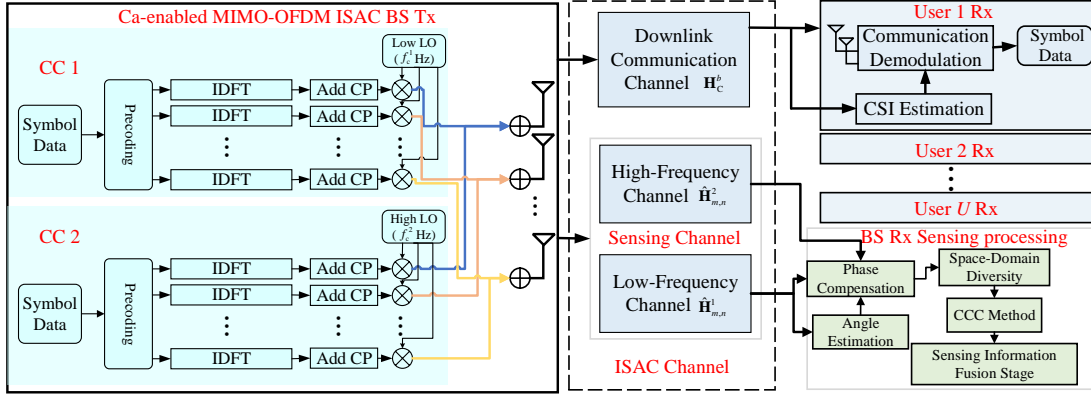 Ca-enabled MIMO-OFDM ISAC BS Tx
CC 1
Symbol
Data
Precoding
IDFT
Add CP
IDFT
Add CP
IDFT
Add CP
Low LO
(f_c^1 Hz)
CC 2
Symbol
Data
Precoding
IDFT
Add CP
IDFT
Add CP
IDFT
Add CP
High LO
(f_c^2 Hz)
Downlink
Communication
Channel H_C^b
High-Frequency
Channel Ĥ_{m,n}^2
Sensing Channel
Low-Frequency
Channel Ĥ_{m,n}^1
ISAC Channel
User 1 Rx
Communication
Demodulation
Symbol
Data
CSI Estimation
User 2 Rx
User U Rx
BS Rx Sensing processing
Phase
Compensation
Angle
Estimation
Space-Domain
Diversity
CCC Method
Sensing Information
Fusion Stage